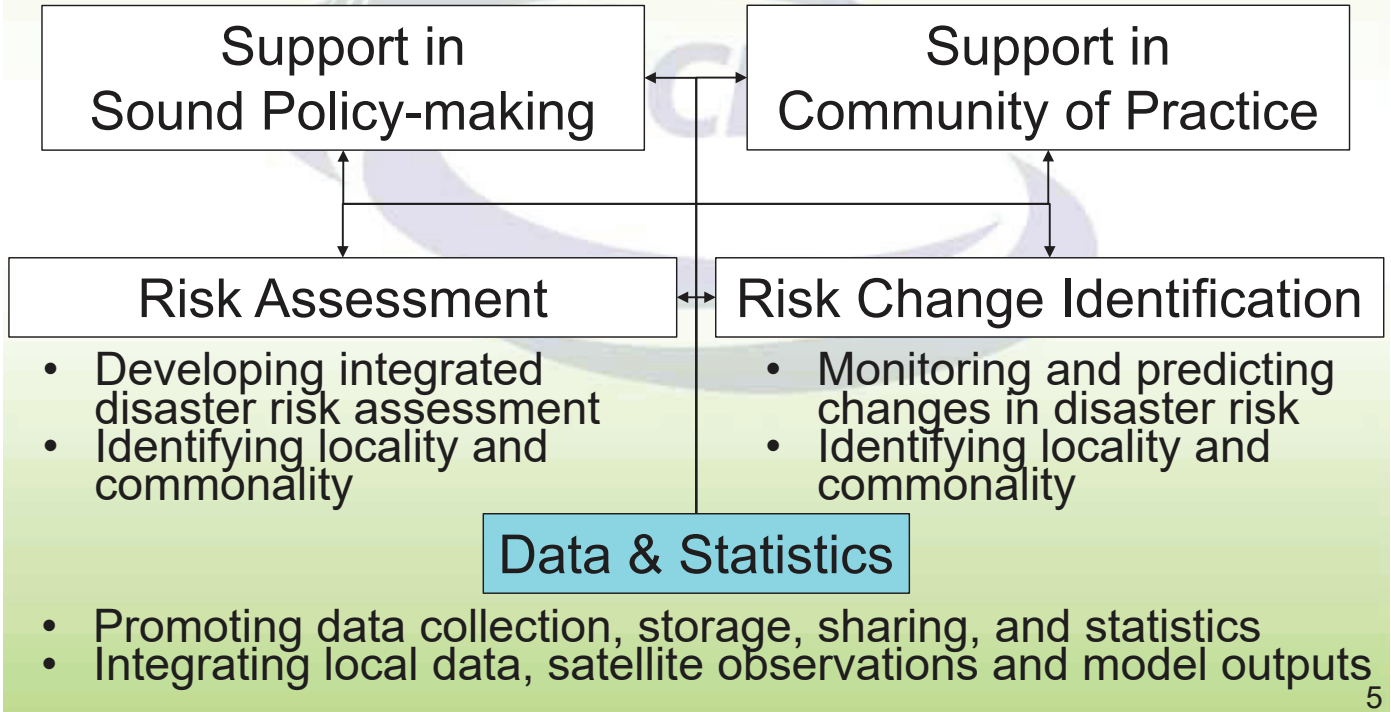 Support in
Sound Policy-making
Support in
Community of Practice
Risk Assessment
Risk Change Identification
• Developing integrated
disaster risk assessment
• Identifying locality and
commonality
• Monitoring and predicting
changes in disaster risk
• Identifying locality and
commonality
Data & Statistics
• Promoting data collection, storage, sharing, and statistics
• Integrating local data, satellite observations and model outputs
5